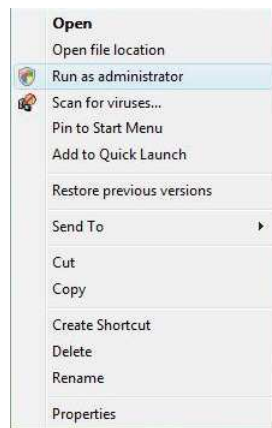 Open
Open file location
Run as administrator
Scan for viruses...
Pin to Start Menu
Add to Quick Launch
Restore previous versions
Send To
Cut
Copy
Create Shortcut
Delete
Rename
Properties